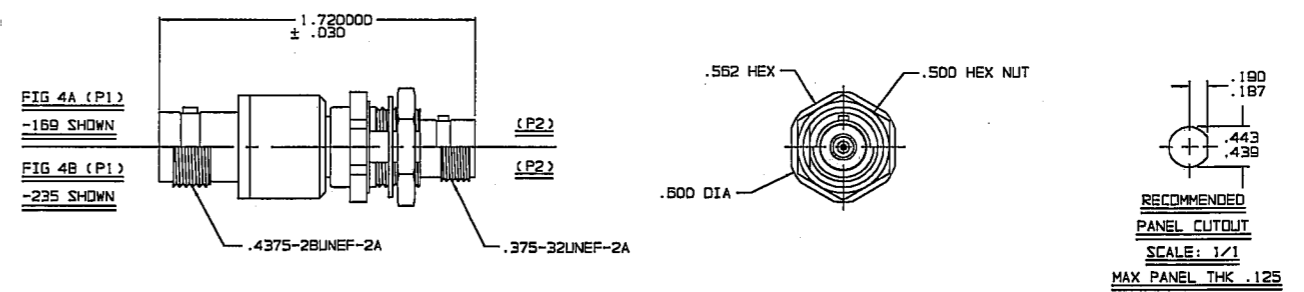 1.720000
± .030
FIG 4A (P1)
-169 SHOWN
FIG 4B (P1)
-235 SHOWN
(P2)
(P2)
.4375-28UNEF-2A
.375-32UNEF-2A
.562 HEX
.500 HEX NUT
.600 DIA
.190
.187
.443
.439
RECOMMENDED
PANEL CUTOUT
SCALE: 1/1
MAX PANEL THK .125